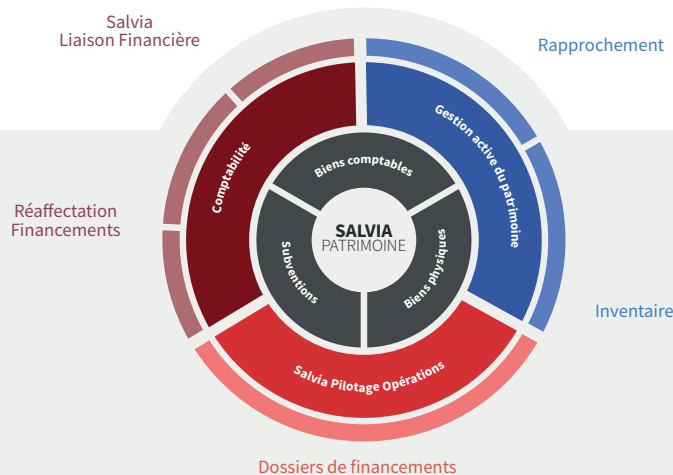 Salvia
Liaison Financière
Rapprochement
Gestion active du patrimoine
Comptabilité
Biens comptables
Réaffectation
Financements
SALVIA
PATRIMOINE
Subventions
Biens physiques
Inventaire
Salvia Pilotage Opérations
Dossiers de financements